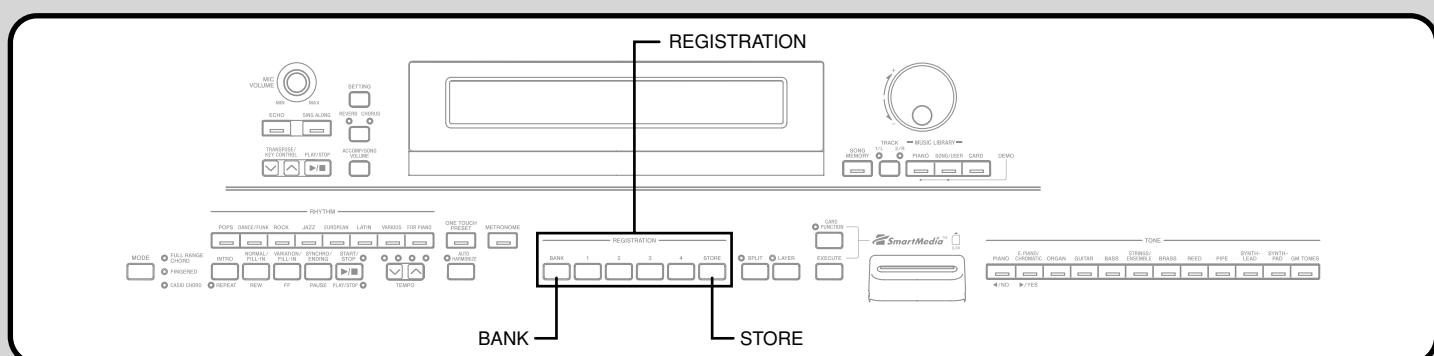 REGISTRATION
MIC
VOLUME
MIN MAX
SETTING
ECHO SING ALONG
REVERB CHORUS
TRANSPOSE/
KEY CONTROL PLAY/STOP
ACCOMP/SONG
VOLUME
+
−
SONG
MEMORY
TRACK
1/L 2/R
MUSIC LIBRARY
PIANO SONG/USER CARD
DEMO
RHYTHM
POPS DANCE/FUNK ROCK JAZZ EUROPEAN LATIN VARIOUS FOR PIANO
ONE TOUCH
PRESET
METRONOME
MODE
FULL RANGE
CHORD
FINGERED
CASIO CHORD
INTRO
NORMAL/
FILL-IN
VARIATION/
FILL-IN
SYNCHRO/
ENDING
START/
STOP
REPEAT REW FF PAUSE PLAY/STOP
TEMPO
AUTO
HARMONIZE
REGISTRATION
BANK 1 2 3 4 STORE
SPLIT LAYER
CARD
FUNCTION
EXECUTE
SmartMedia™
TONE
PIANO
E.PIANO/
CHROMATIC
ORGAN GUITAR BASS
STRINGS/
ENSEMBLE
BRASS REED PIPE
SYNTH-
LEAD
SYNTH-
PAD
GM TONES
◀/NO ▶/YES
BANK
STORE